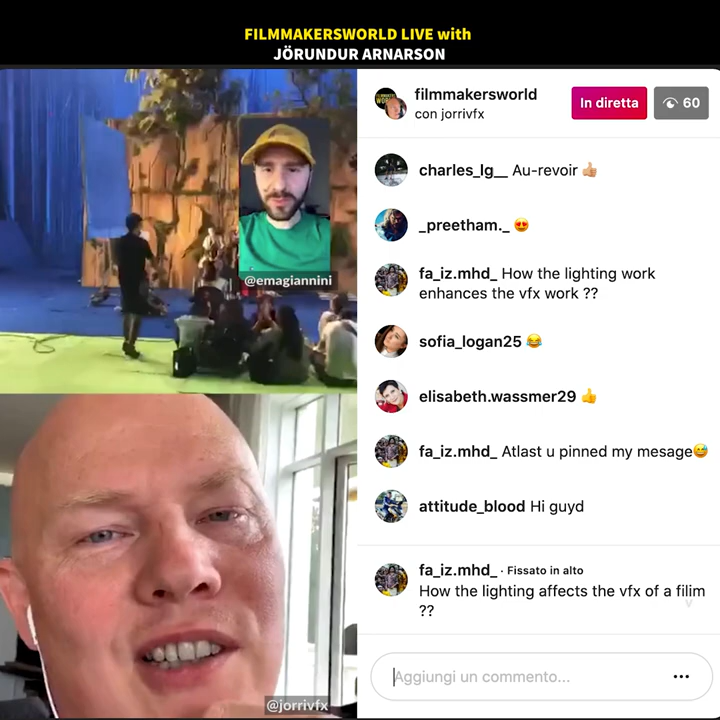 FILMMAKERSWORLD LIVE with
JÖRUNDUR ARNARSON
@emagiannini
@jorrivfx
filmmakersworld
con jorrivfx
In diretta
60
charles_lg__ Au-revoir 👍🏼
_preetham._ 😍
fa_iz.mhd_ How the lighting work
enhances the vfx work ??
sofia_logan25 😂
elisabeth.wassmer29 👍
fa_iz.mhd_ Atlast u pinned my mesage😅
attitude_blood Hi guyd
fa_iz.mhd_ · Fissato in alto
How the lighting affects the vfx of a filim
??
Aggiungi un commento...